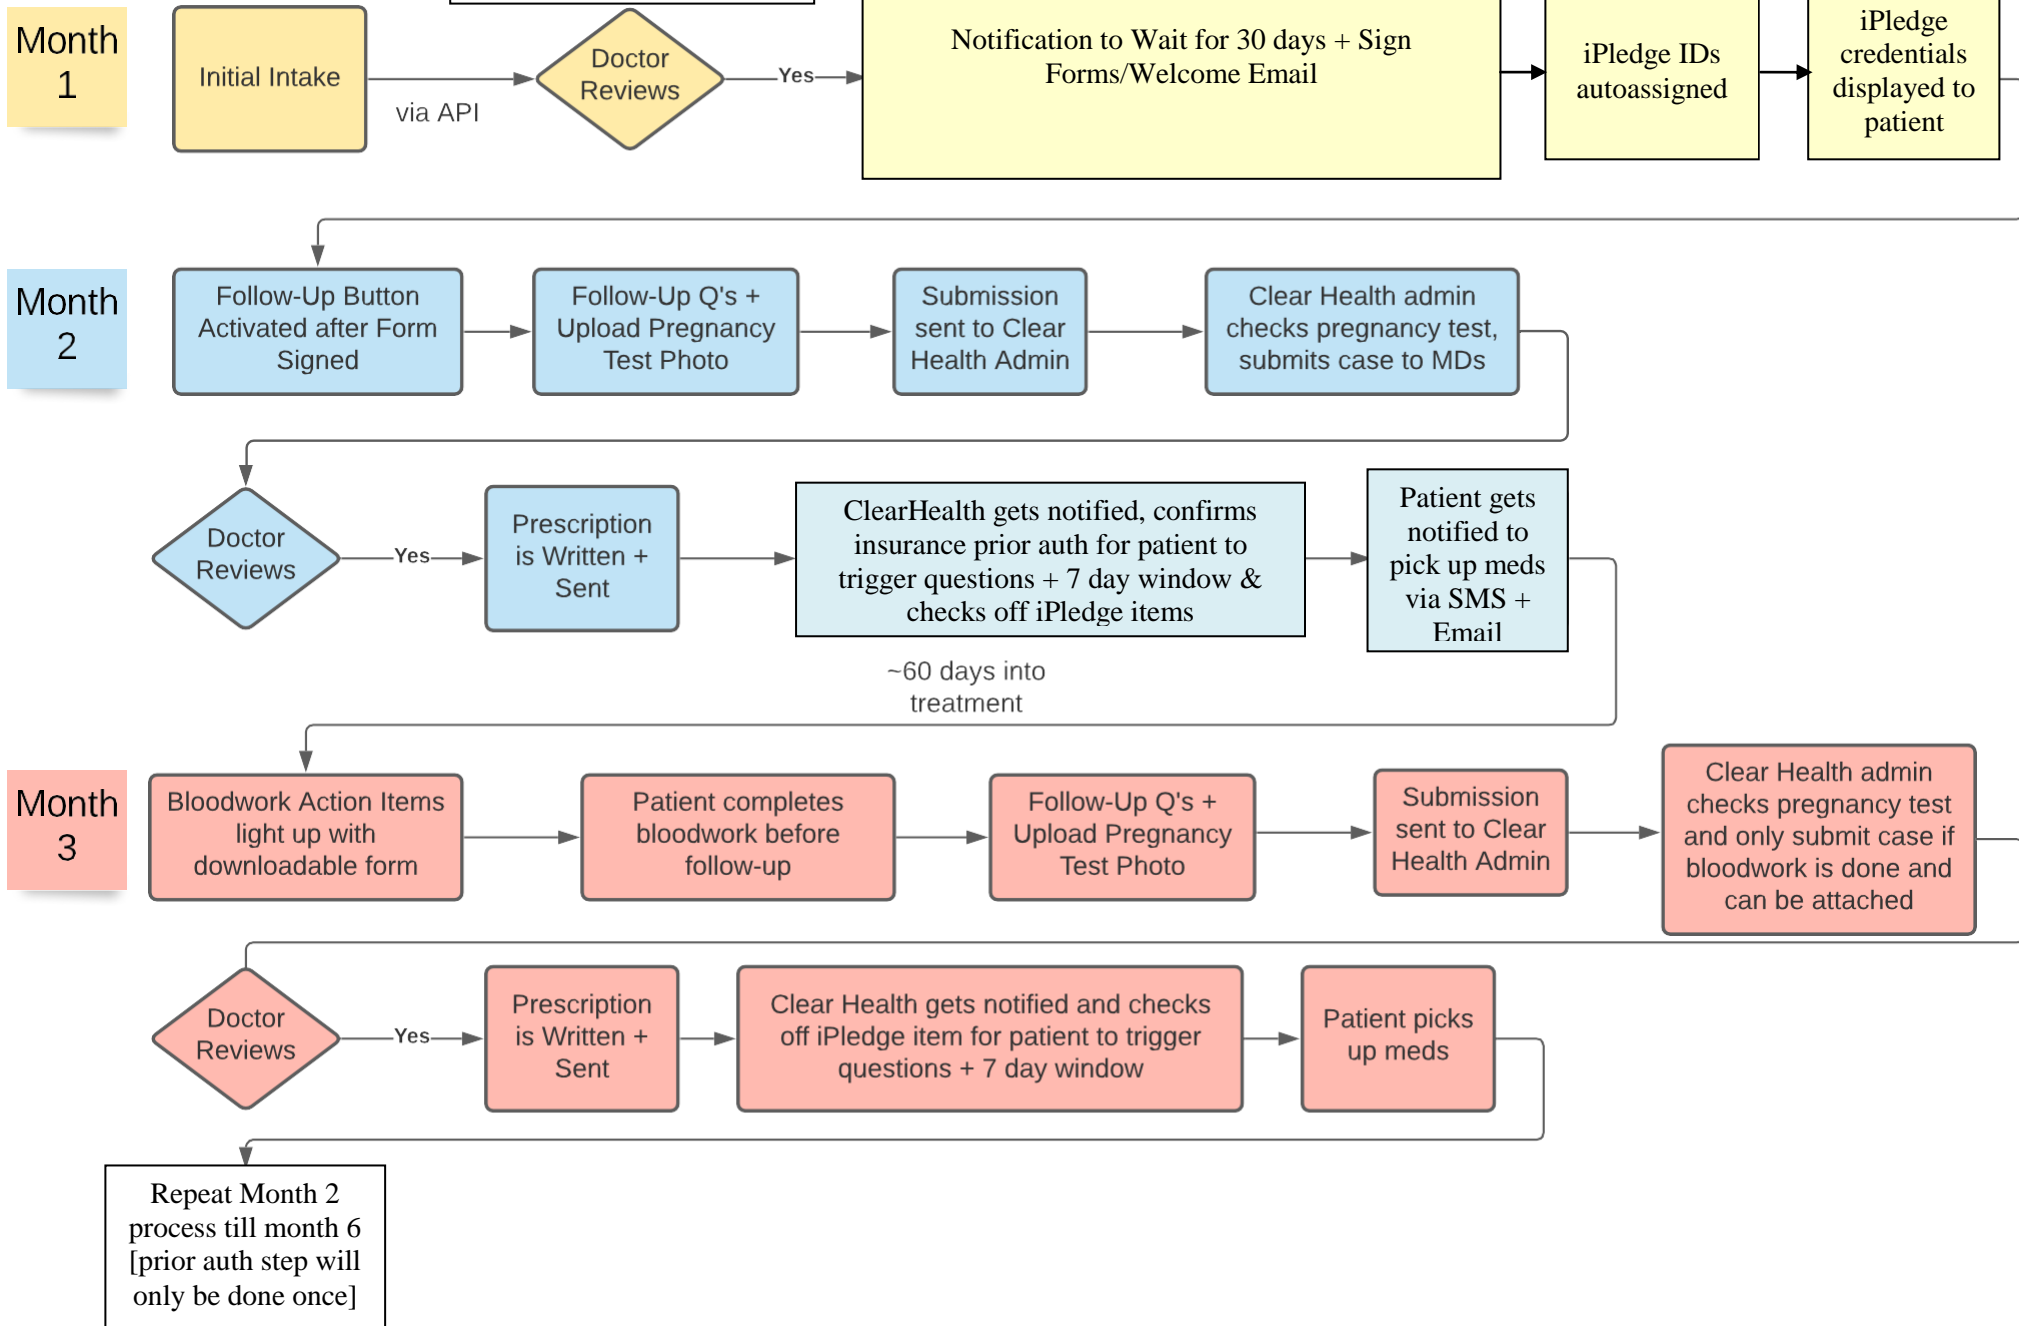 Month
1
Initial Intake
via API
Doctor
Reviews
Yes
Notification to Wait for 30 days + Sign
Forms/Welcome Email
iPledge IDs
autoassigned
iPledge
credentials
displayed to
patient
Month
2
Follow-Up Button
Activated after Form
Signed
Follow-Up Q's +
Upload Pregnancy
Test Photo
Submission
sent to Clear
Health Admin
Clear Health admin
checks pregnancy test,
submits case to MDs
Doctor
Reviews
Yes
Prescription
is Written +
Sent
ClearHealth gets notified, confirms
insurance prior auth for patient to
trigger questions + 7 day window &
checks off iPledge items
Patient gets
notified to
pick up meds
via SMS +
Email
~60 days into
treatment
Month
3
Bloodwork Action Items
light up with
downloadable form
Patient completes
bloodwork before
follow-up
Follow-Up Q's +
Upload Pregnancy
Test Photo
Submission
sent to Clear
Health Admin
Clear Health admin
checks pregnancy test
and only submit case if
bloodwork is done and
can be attached
Doctor
Reviews
Yes
Prescription
is Written +
Sent
Clear Health gets notified and checks
off iPledge item for patient to trigger
questions + 7 day window
Patient picks
up meds
Repeat Month 2
process till month 6
[prior auth step will
only be done once]